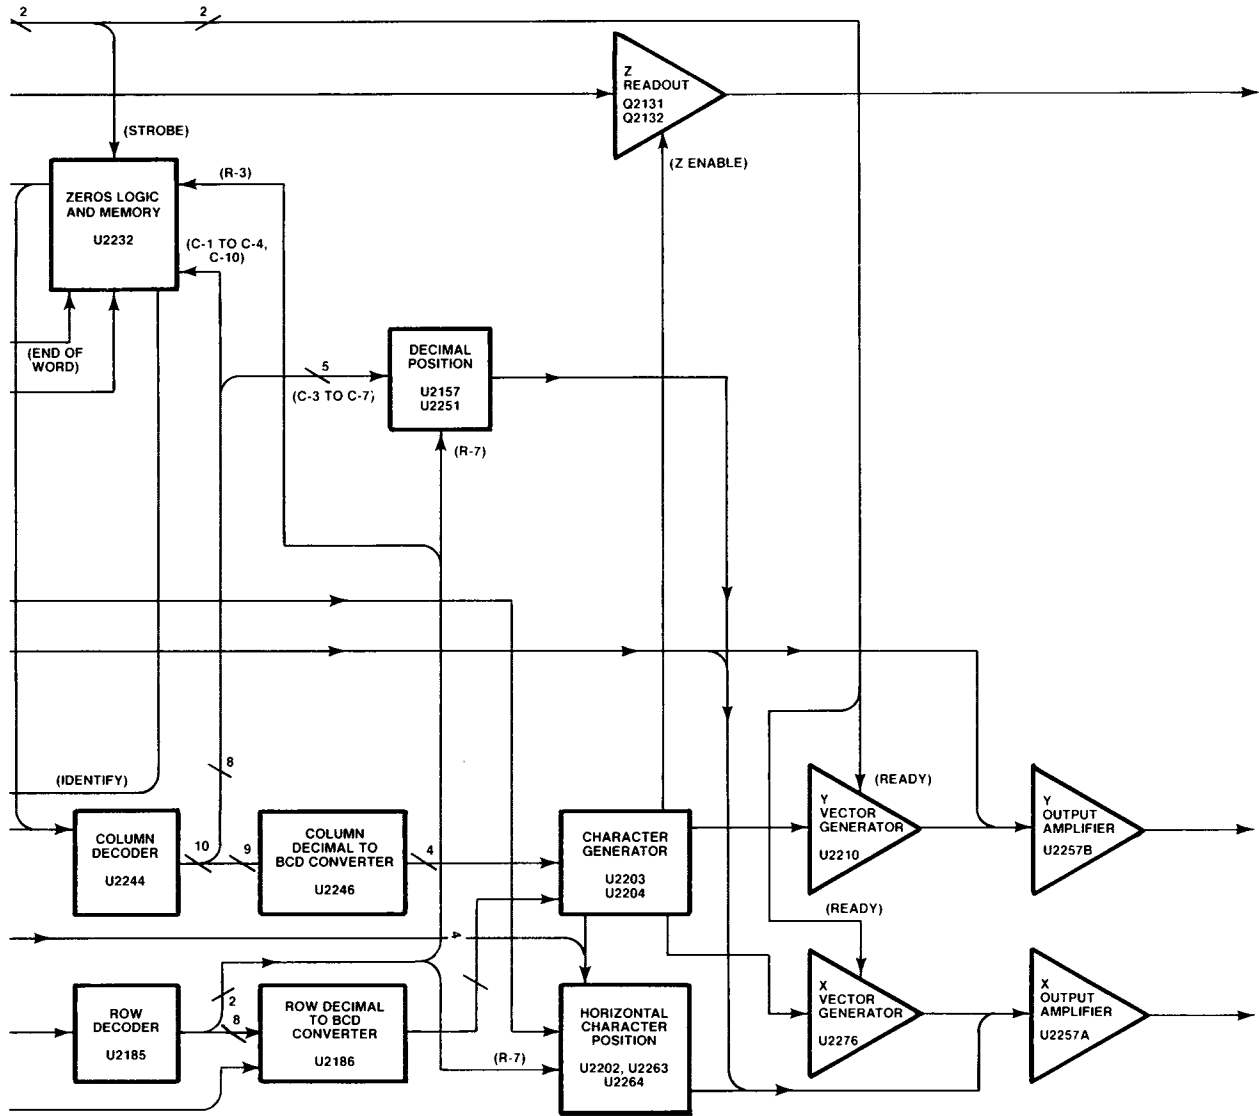 2
2
Z
READOUT
Q2131
Q2132
(STROBE)
(Z ENABLE)
(R-3)
ZEROS LOGIC
AND MEMORY
U2232
(C-1 TO C-4,
C-10)
(END OF
WORD)
DECIMAL
POSITION
U2157
U2251
5
(C-3 TO C-7)
(R-7)
8
(IDENTIFY)
(READY)
COLUMN
DECODER
U2244
10
9
COLUMN
DECIMAL TO
BCD CONVERTER
U2246
4
CHARACTER
GENERATOR
U2203
U2204
Y
VECTOR
GENERATOR
U2210
Y
OUTPUT
AMPLIFIER
U2257B
(READY)
4
ROW
DECODER
U2185
2
8
ROW DECIMAL
TO BCD
CONVERTER
U2186
(R-7)
HORIZONTAL
CHARACTER
POSITION
U2202, U2263
U2264
X
VECTOR
GENERATOR
U2276
X
OUTPUT
AMPLIFIER
U2257A